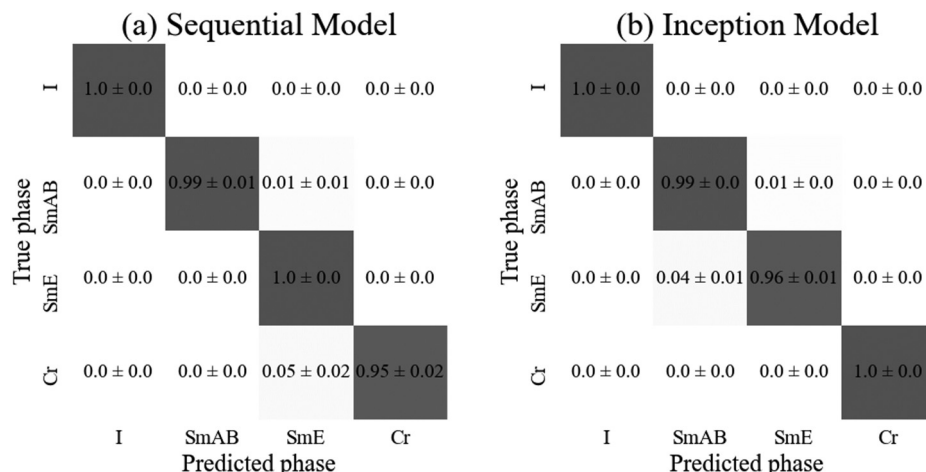 (a) Sequential Model
I 1.0 ± 0.0 0.0 ± 0.0 0.0 ± 0.0 0.0 ± 0.0
SmAB 0.0 ± 0.0 0.99 ± 0.01 0.01 ± 0.01 0.0 ± 0.0
SmE 0.0 ± 0.0 0.0 ± 0.0 1.0 ± 0.0 0.0 ± 0.0
Cr 0.0 ± 0.0 0.0 ± 0.0 0.05 ± 0.02 0.95 ± 0.02
True phase
I SmAB SmE Cr
Predicted phase
(b) Inception Model
I 1.0 ± 0.0 0.0 ± 0.0 0.0 ± 0.0 0.0 ± 0.0
SmAB 0.0 ± 0.0 0.99 ± 0.0 0.01 ± 0.0 0.0 ± 0.0
SmE 0.0 ± 0.0 0.04 ± 0.01 0.96 ± 0.01 0.0 ± 0.0
Cr 0.0 ± 0.0 0.0 ± 0.0 0.0 ± 0.0 1.0 ± 0.0
True phase
I SmAB SmE Cr
Predicted phase